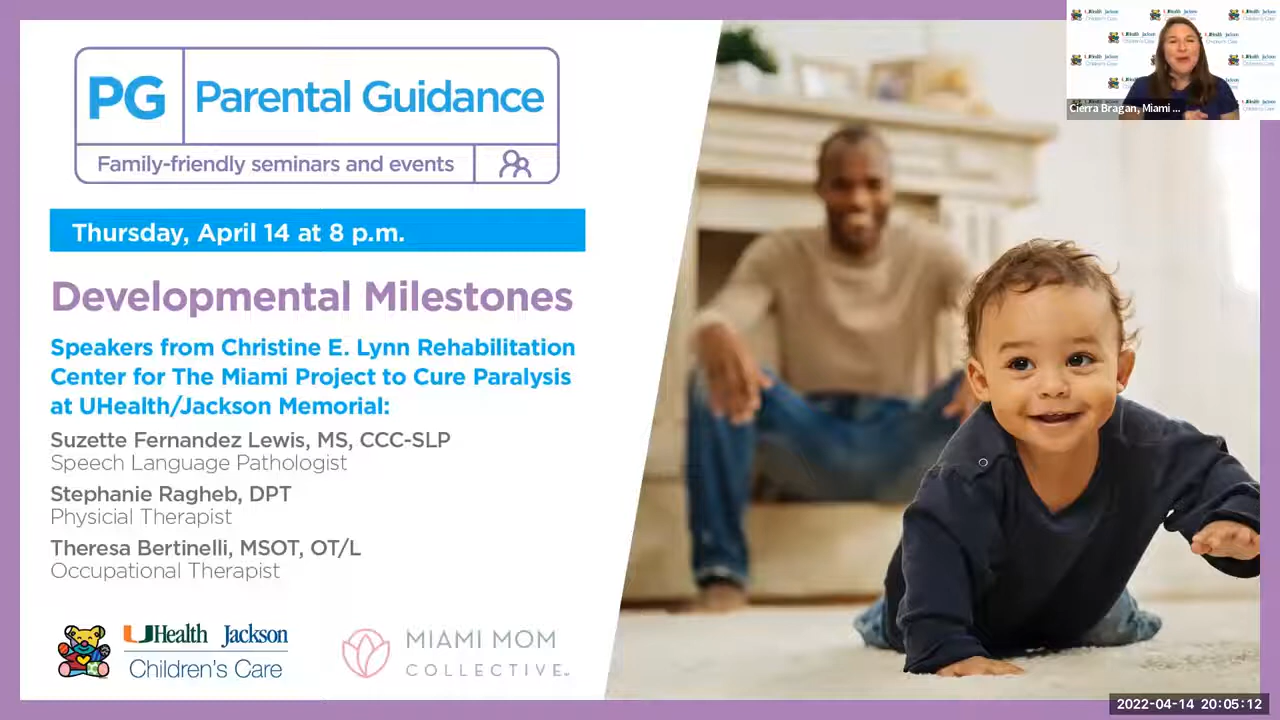 PG
Parental Guidance
Family-friendly seminars and events
Thursday, April 14 at 8 p.m.
Developmental Milestones
Speakers from Christine E. Lynn Rehabilitation
Center for The Miami Project to Cure Paralysis
at UHealth/Jackson Memorial:
Suzette Fernandez Lewis, MS, CCC-SLP
Speech Language Pathologist
Stephanie Ragheb, DPT
Physicial Therapist
Theresa Bertinelli, MSOT, OT/L
Occupational Therapist
UHealth Jackson
Children's Care
MIAMI MOM
COLLECTIVE
Cierra Bragan, Miami ...
2022-04-14 20:05:12